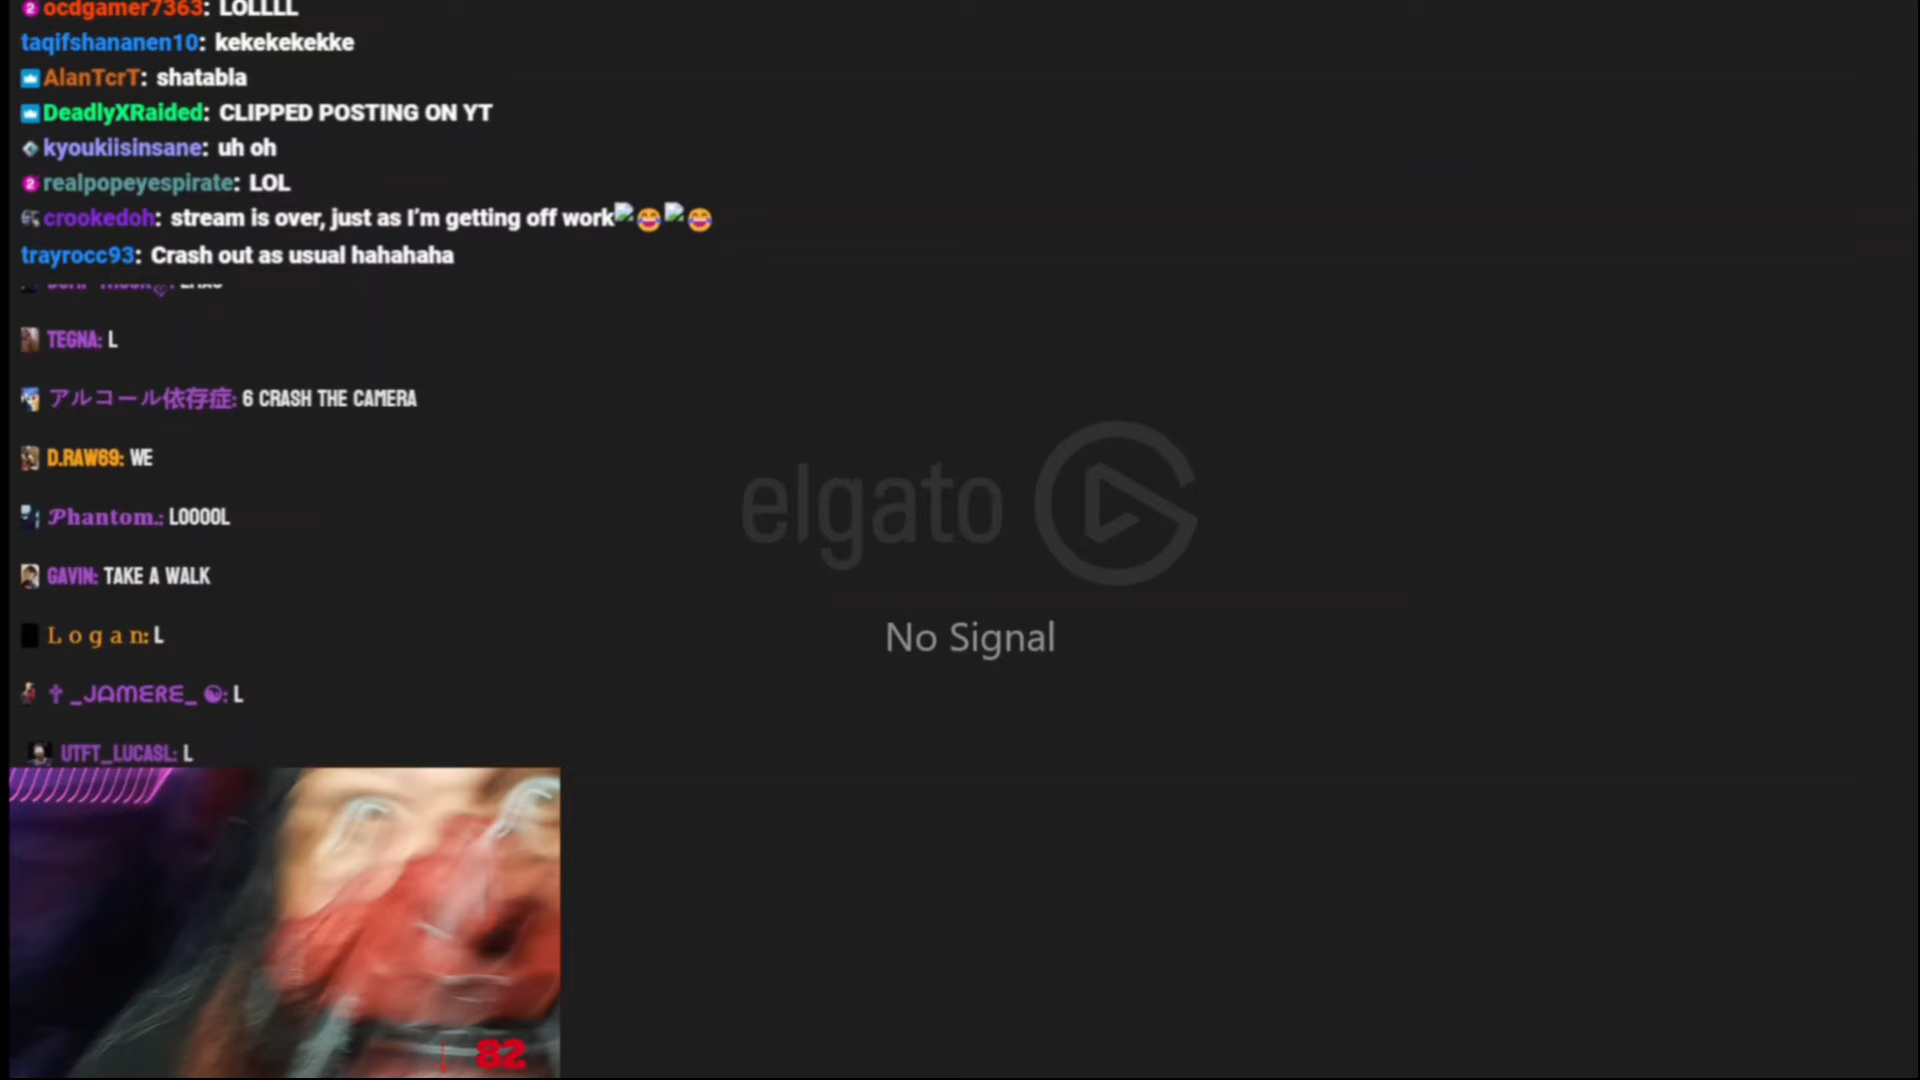 ocdgamer7363: LOLLLL
taqifshananen10: kekekekekke
AlanTcrT: shatabla
DeadlyXRaided: CLIPPED POSTING ON YT
kyoukiisinsane: uh oh
realpopeyespirate: LOL
crookedoh: stream is over, just as I'm getting off work😂😂
trayrocc93: Crash out as usual hahahaha
TEGNA: L
アルコール依存症: 6 CRASH THE CAMERA
D.RAW69: WE
𝓟hantom.: LOOOOL
GAVIN: TAKE A WALK
L o g a n: L
✝ _JAMERE_ ☯: L
UTFT_LUCASL: L
elgato
No Signal
82